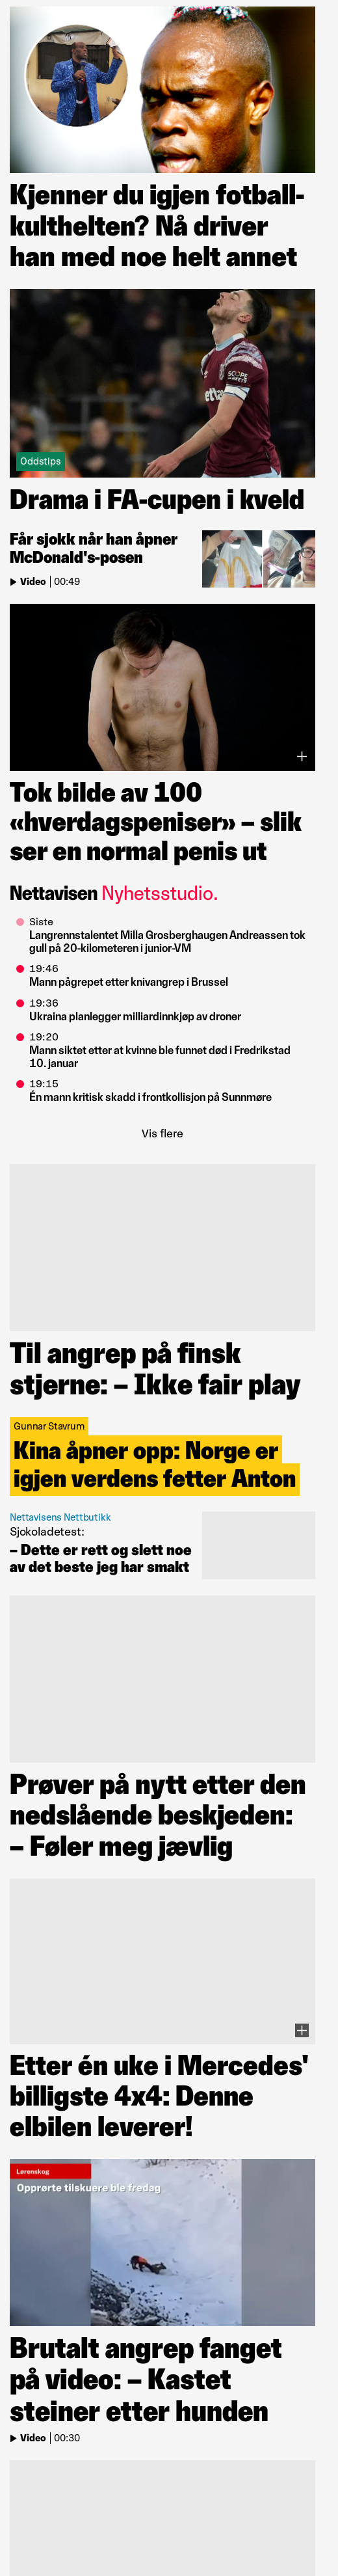 Kjenner du igjen fotball-
kulthelten? Nå driver
han med noe helt annet
Oddstips
Drama i FA-cupen i kveld
Får sjokk når han åpner
McDonald's-posen
Video | 00:49
Tok bilde av 100
«hverdagspeniser» – slik
ser en normal penis ut
Nettavisen Nyhetsstudio.
Siste
Langrennstalentet Milla Grosberghaugen Andreassen tok
gull på 20-kilometeren i junior-VM
19:46
Mann pågrepet etter knivangrep i Brussel
19:36
Ukraina planlegger milliardinnkjøp av droner
19:20
Mann siktet etter at kvinne ble funnet død i Fredrikstad
10. januar
19:15
Én mann kritisk skadd i frontkollisjon på Sunnmøre
Vis flere
Til angrep på finsk
stjerne: – Ikke fair play
Gunnar Stavrum
Kina åpner opp: Norge er
igjen verdens fetter Anton
Nettavisens Nettbutikk
Sjokoladetest:
– Dette er rett og slett noe
av det beste jeg har smakt
Prøver på nytt etter den
nedslående beskjeden:
– Føler meg jævlig
Etter én uke i Mercedes'
billigste 4x4: Denne
elbilen leverer!
Lørenskog
Opprørte tilskuere ble fredag
Brutalt angrep fanget
på video: – Kastet
steiner etter hunden
Video | 00:30